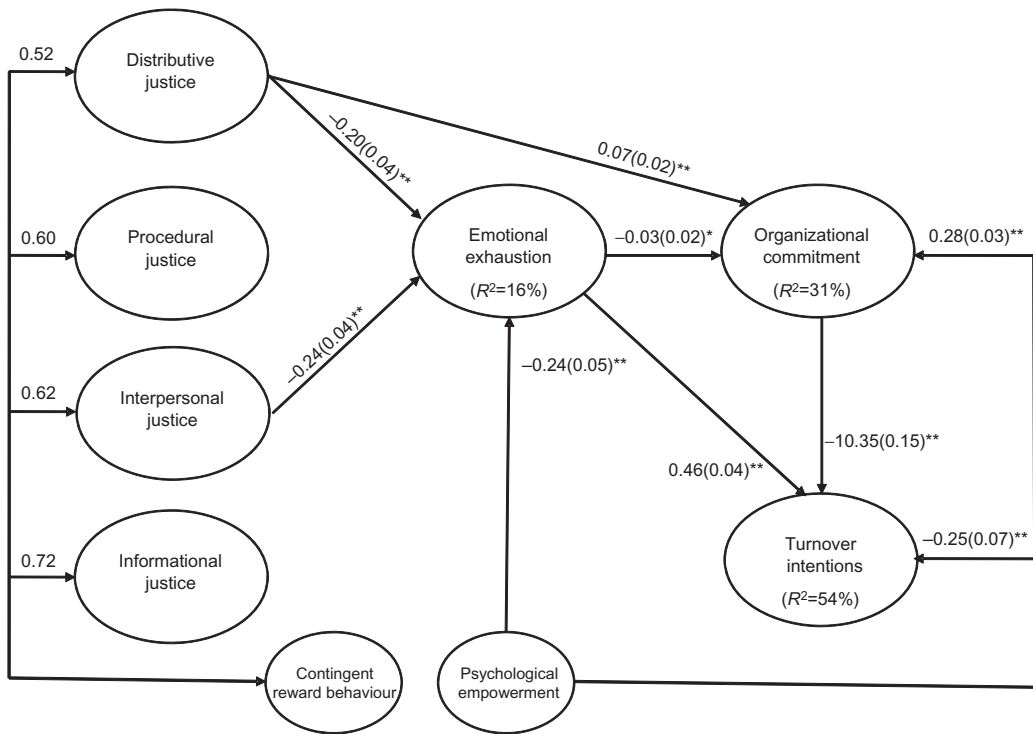 0.52
Distributive
justice
−0.20(0.04)**
0.07(0.02)**
0.60
Procedural
justice
Emotional
exhaustion
(R²=16%)
−0.03(0.02)*
Organizational
commitment
(R²=31%)
0.28(0.03)**
−0.24(0.04)**
−0.24(0.05)**
0.62
Interpersonal
justice
0.46(0.04)**
−10.35(0.15)**
0.72
Informational
justice
Turnover
intentions
(R²=54%)
−0.25(0.07)**
Contingent
reward behaviour
Psychological
empowerment